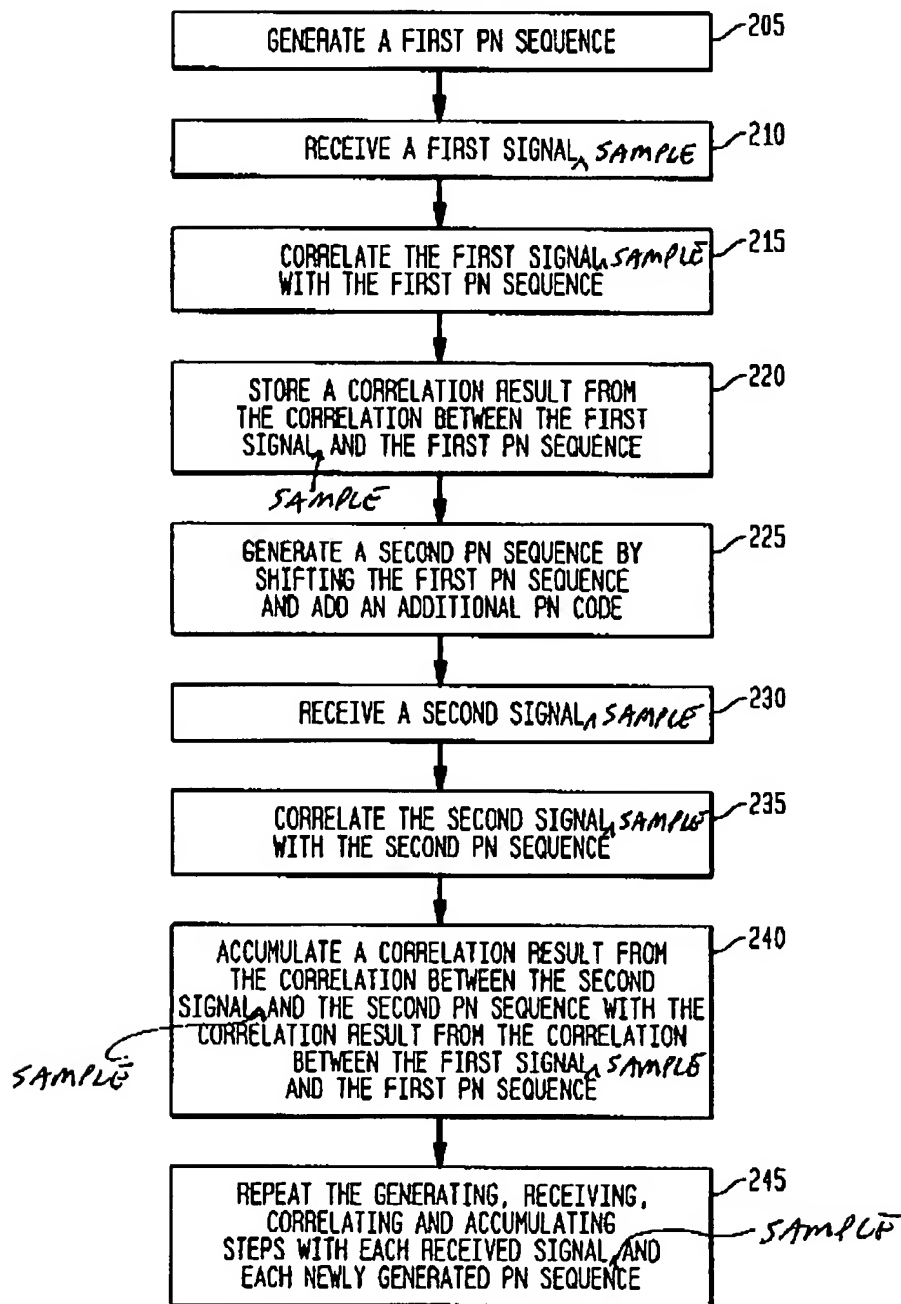 GENERATE A FIRST PN SEQUENCE
205
RECEIVE A FIRST SIGNAL ^ SAMPLE
210
CORRELATE THE FIRST SIGNAL ^ SAMPLE
WITH THE FIRST PN SEQUENCE
215
STORE A CORRELATION RESULT FROM
THE CORRELATION BETWEEN THE FIRST
SIGNAL ^ AND THE FIRST PN SEQUENCE
SAMPLE
220
GENERATE A SECOND PN SEQUENCE BY
SHIFTING THE FIRST PN SEQUENCE
AND ADD AN ADDITIONAL PN CODE
225
RECEIVE A SECOND SIGNAL ^ SAMPLE
230
CORRELATE THE SECOND SIGNAL ^ SAMPLE
WITH THE SECOND PN SEQUENCE
235
ACCUMULATE A CORRELATION RESULT FROM
THE CORRELATION BETWEEN THE SECOND
SIGNAL ^ AND THE SECOND PN SEQUENCE WITH THE
SAMPLE
CORRELATION RESULT FROM THE CORRELATION
BETWEEN THE FIRST SIGNAL ^ SAMPLE
AND THE FIRST PN SEQUENCE
240
REPEAT THE GENERATING, RECEIVING,
CORRELATING AND ACCUMULATING
STEPS WITH EACH RECEIVED SIGNAL ^ AND
SAMPLE
EACH NEWLY GENERATED PN SEQUENCE
245